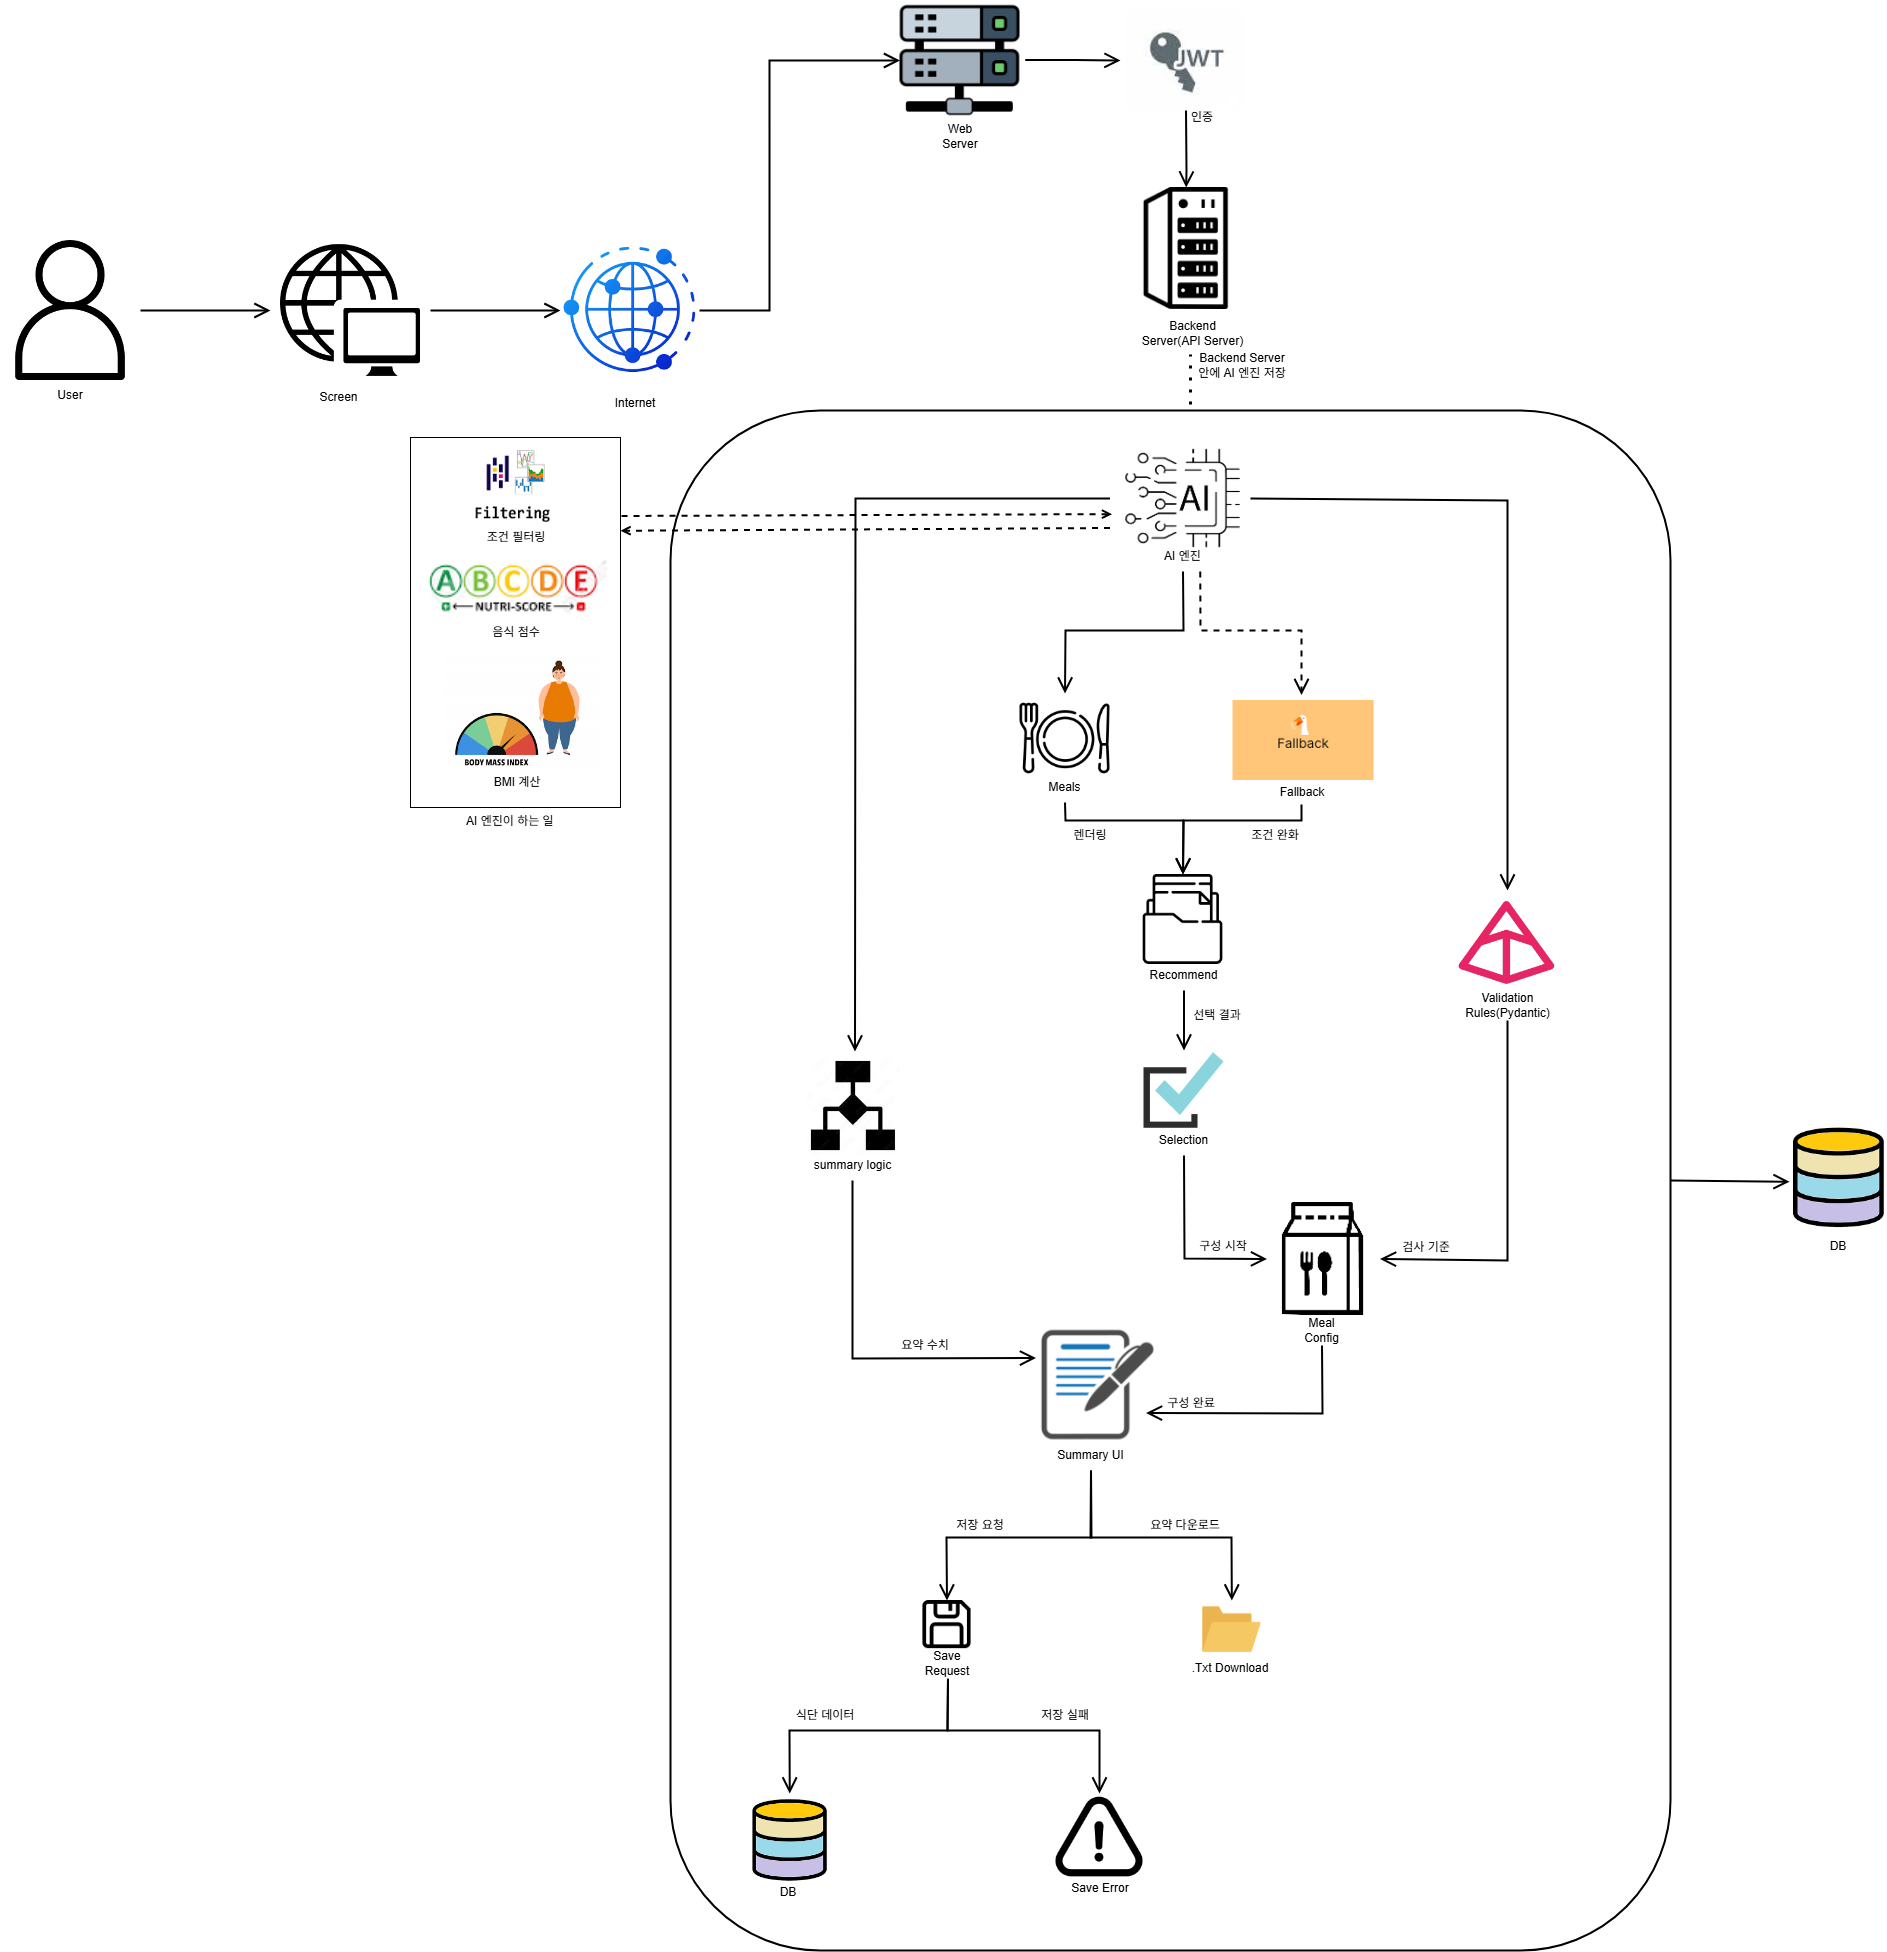 JWT
인증
Web
Server
Backend
Server(API Server)
Backend Server
안에 AI 엔진 저장
User
Screen
Internet
Filtering
조건 필터링
A B C D E
NUTRI-SCORE
음식 점수
BODY MASS INDEX
BMI 계산
AI 엔진이 하는 일
AI
AI 엔진
Meals
Fallback
Fallback
렌더링
조건 완화
Recommend
선택 결과
Validation
Rules(Pydantic)
Selection
summary logic
구성 시작
검사 기준
DB
Meal
Config
요약 수치
구성 완료
Summary UI
저장 요청
요약 다운로드
Save
Request
.Txt Download
식단 데이터
저장 실패
DB
Save Error